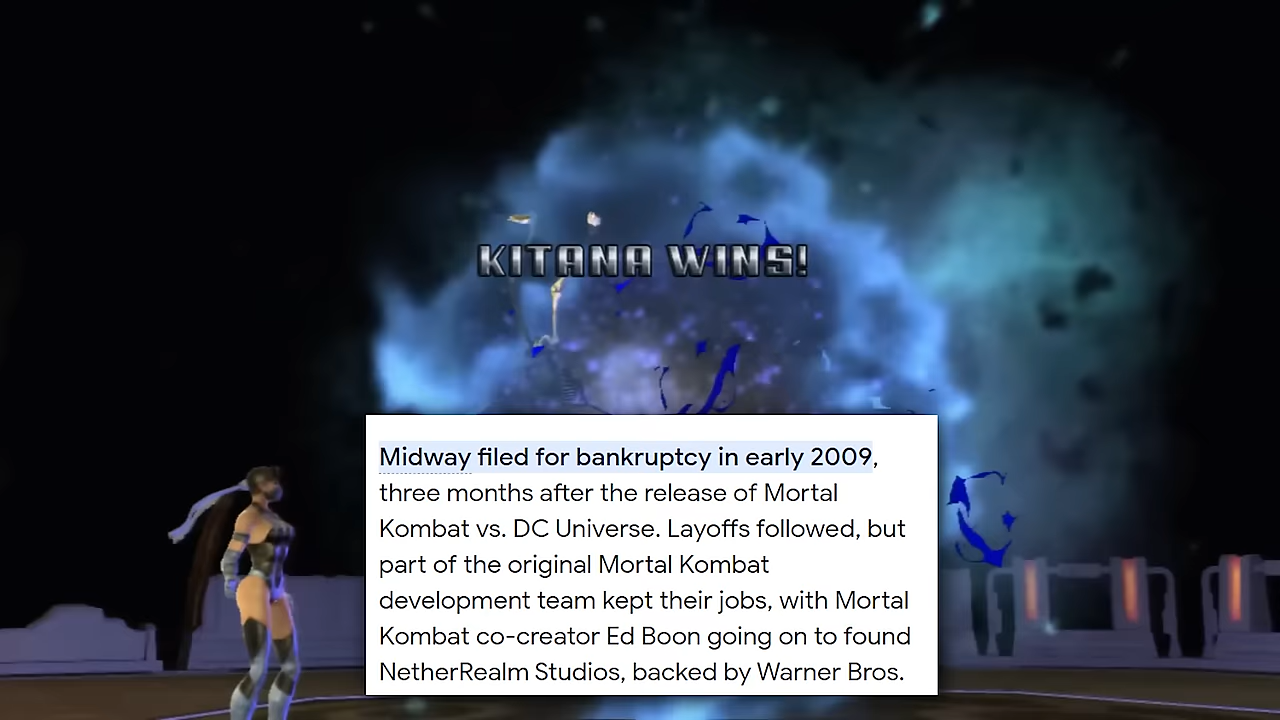 KITANA WINS!
Midway filed for bankruptcy in early 2009,
three months after the release of Mortal
Kombat vs. DC Universe. Layoffs followed, but
part of the original Mortal Kombat
development team kept their jobs, with Mortal
Kombat co-creator Ed Boon going on to found
NetherRealm Studios, backed by Warner Bros.